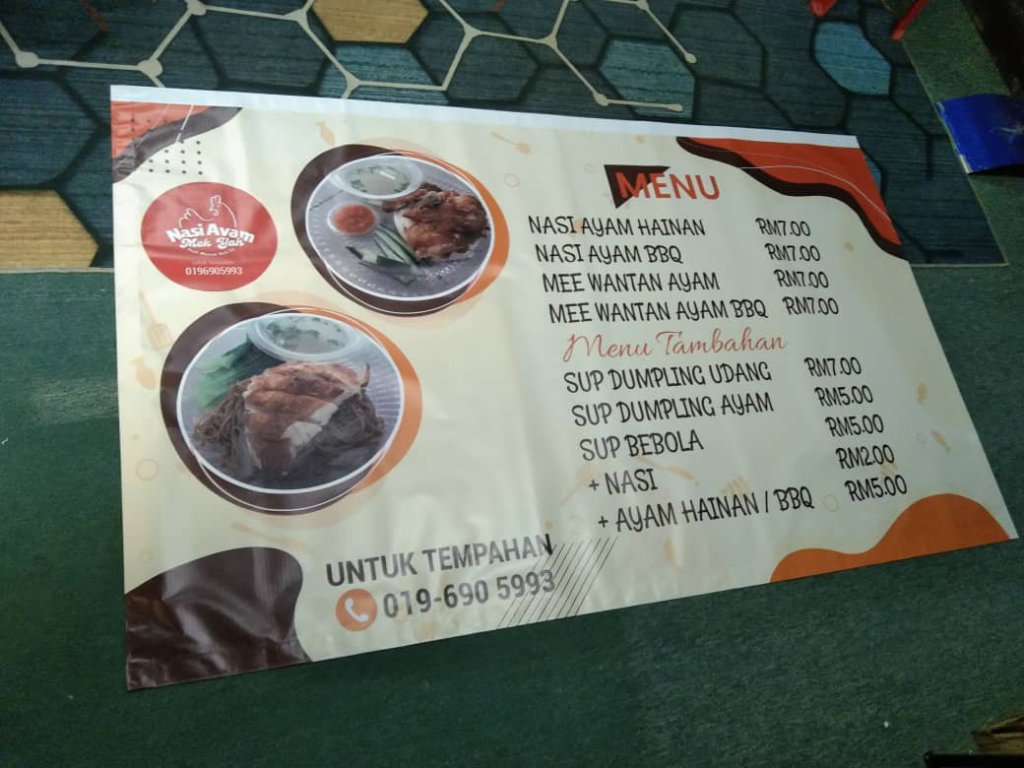 Nasi Ayam
Mek Yah
0196905993
MENU
NASI AYAM HAINAN RM7.00
NASI AYAM BBQ RM7.00
MEE WANTAN AYAM RM7.00
MEE WANTAN AYAM BBQ RM7.00
Menu Tambahan
SUP DUMPLING UDANG RM7.00
SUP DUMPLING AYAM RM5.00
SUP BEBOLA RM5.00
+ NASI RM2.00
+ AYAM HAINAN / BBQ RM5.00
UNTUK TEMPAHAN
019-690 5993